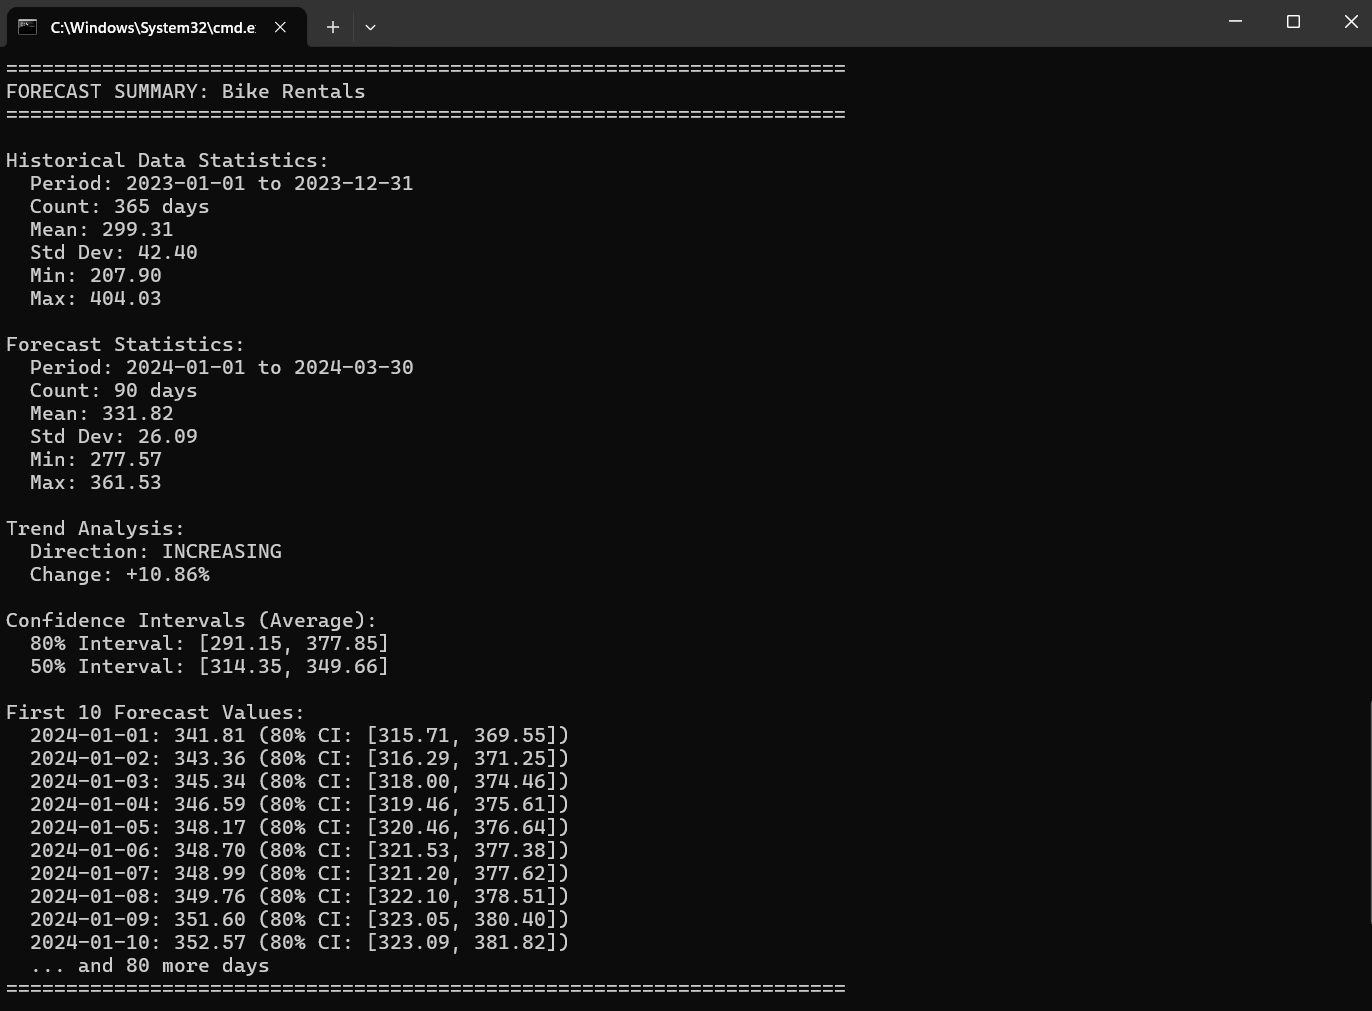 C:\Windows\System32\cmd.e
======================================================================
FORECAST SUMMARY: Bike Rentals
======================================================================
Historical Data Statistics:
  Period: 2023-01-01 to 2023-12-31
  Count: 365 days
  Mean: 299.31
  Std Dev: 42.40
  Min: 207.90
  Max: 404.03
Forecast Statistics:
  Period: 2024-01-01 to 2024-03-30
  Count: 90 days
  Mean: 331.82
  Std Dev: 26.09
  Min: 277.57
  Max: 361.53
Trend Analysis:
  Direction: INCREASING
  Change: +10.86%
Confidence Intervals (Average):
  80% Interval: [291.15, 377.85]
  50% Interval: [314.35, 349.66]
First 10 Forecast Values:
  2024-01-01: 341.81 (80% CI: [315.71, 369.55])
  2024-01-02: 343.36 (80% CI: [316.29, 371.25])
  2024-01-03: 345.34 (80% CI: [318.00, 374.46])
  2024-01-04: 346.59 (80% CI: [319.46, 375.61])
  2024-01-05: 348.17 (80% CI: [320.46, 376.64])
  2024-01-06: 348.70 (80% CI: [321.53, 377.38])
  2024-01-07: 348.99 (80% CI: [321.20, 377.62])
  2024-01-08: 349.76 (80% CI: [322.10, 378.51])
  2024-01-09: 351.60 (80% CI: [323.05, 380.40])
  2024-01-10: 352.57 (80% CI: [323.09, 381.82])
  ... and 80 more days
======================================================================